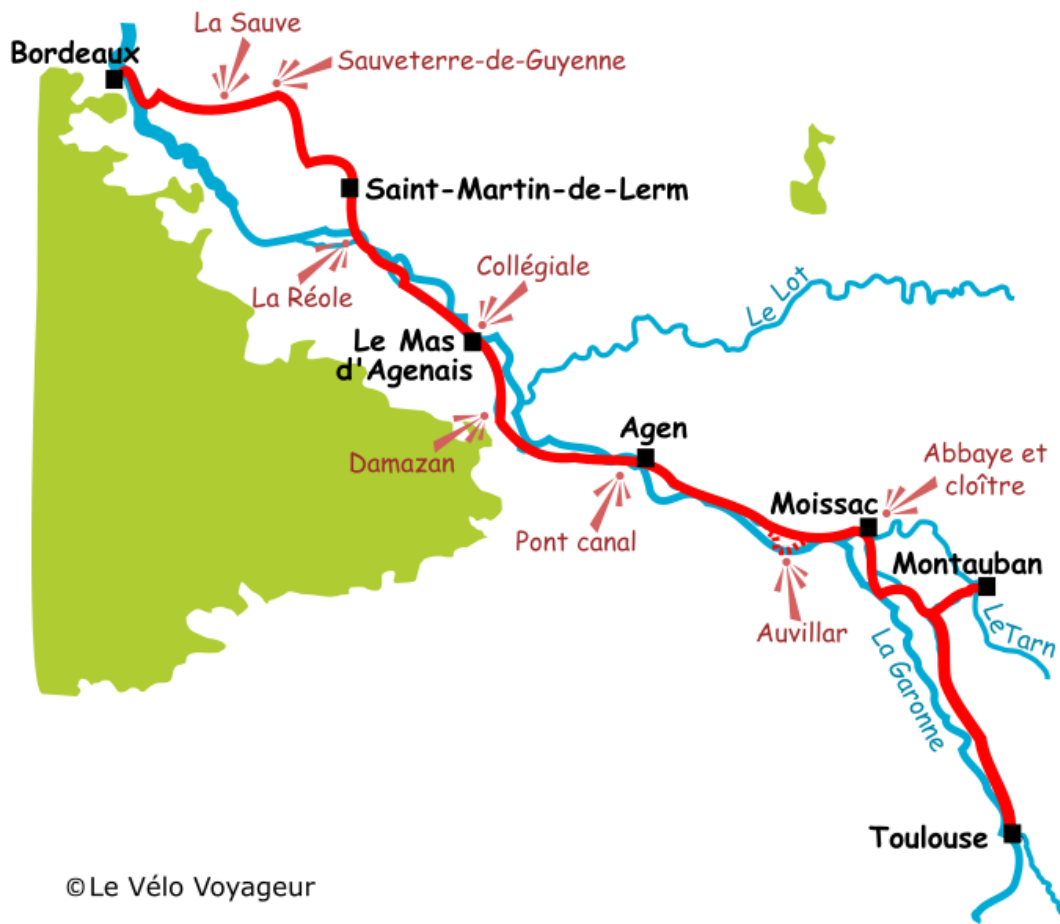 La Sauve
Bordeaux
Sauveterre-de-Guyenne
Saint-Martin-de-Lerm
Collégiale
La Réole
Le Lot
Le Mas
d'Agenais
Agen
Damazan
Abbaye et
cloître
Moissac
Pont canal
Montauban
Auvillar
LeTarn
La Garonne
Toulouse
©Le Vélo Voyageur